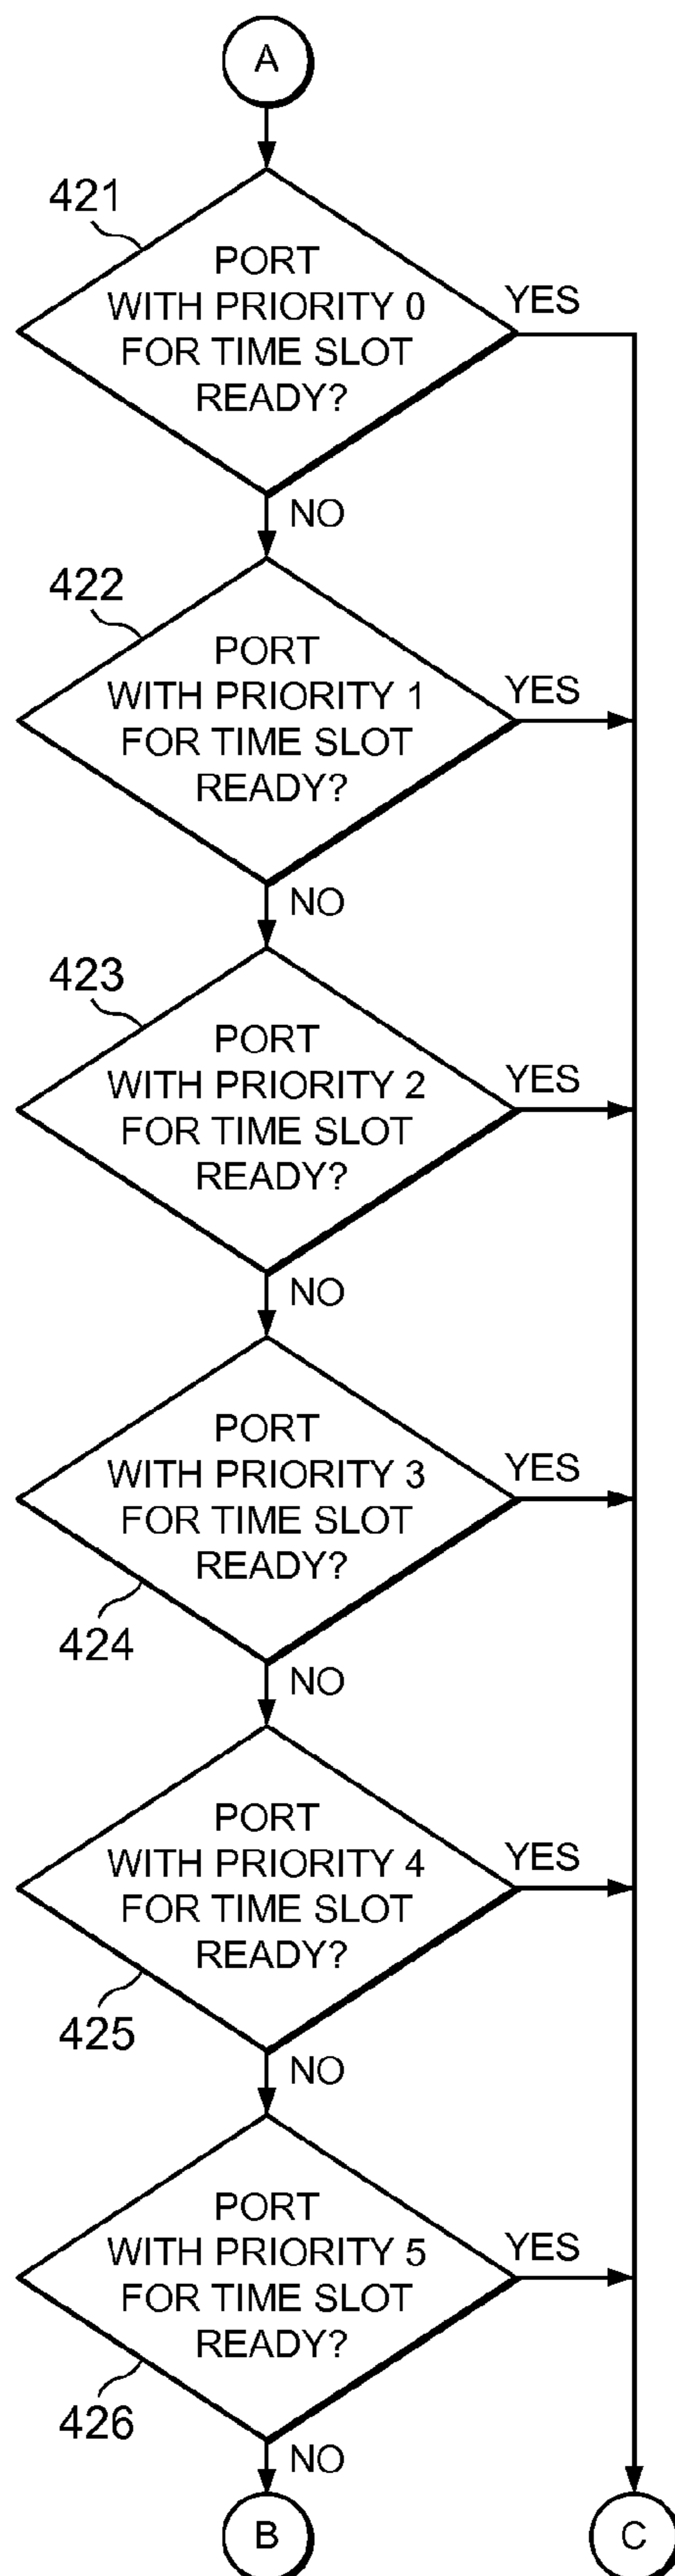 A
421
PORT
WITH PRIORITY 0
FOR TIME SLOT
READY?
YES
NO
422
PORT
WITH PRIORITY 1
FOR TIME SLOT
READY?
YES
NO
423
PORT
WITH PRIORITY 2
FOR TIME SLOT
READY?
YES
NO
PORT
WITH PRIORITY 3
FOR TIME SLOT
READY?
YES
424
NO
PORT
WITH PRIORITY 4
FOR TIME SLOT
READY?
YES
425
NO
PORT
WITH PRIORITY 5
FOR TIME SLOT
READY?
YES
426
NO
B
C